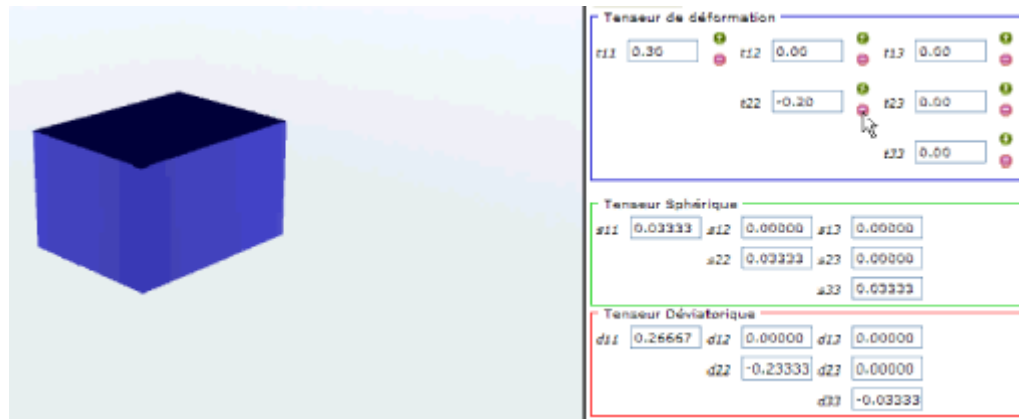 Tenseur de déformation
t11 0.30 t12 0.00 t13 0.00
t22 -0.20 t23 0.00
t33 0.00
Tenseur Sphérique
s11 0.03333 s12 0.00000 s13 0.00000
s22 0.03333 s23 0.00000
s33 0.03333
Tenseur Déviatorique
d11 0.26667 d12 0.00000 d13 0.00000
d22 -0.23333 d23 0.00000
d33 -0.03333